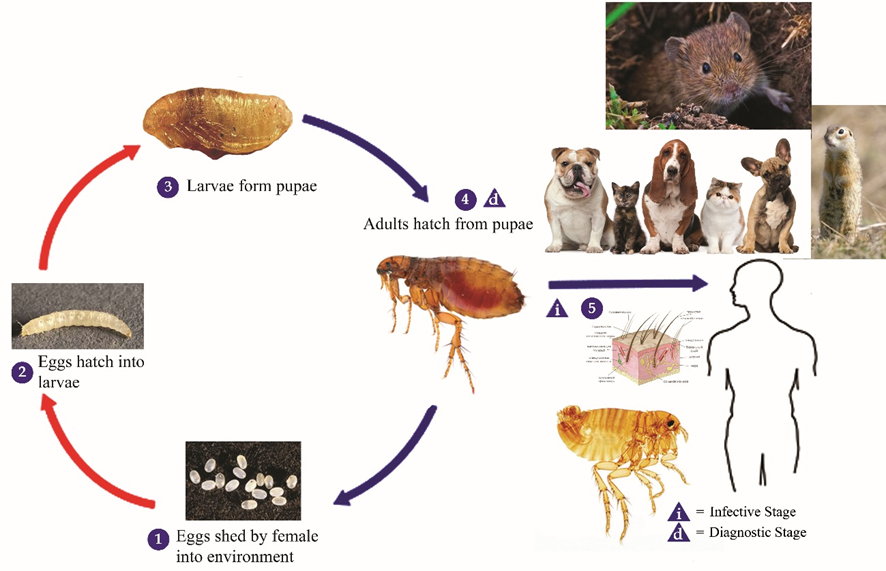 3 Larvae form pupae
4 d
Adults hatch from pupae
i 5
2 Eggs hatch into
larvae
1 Eggs shed by female
into environment
i = Infective Stage
d = Diagnostic Stage